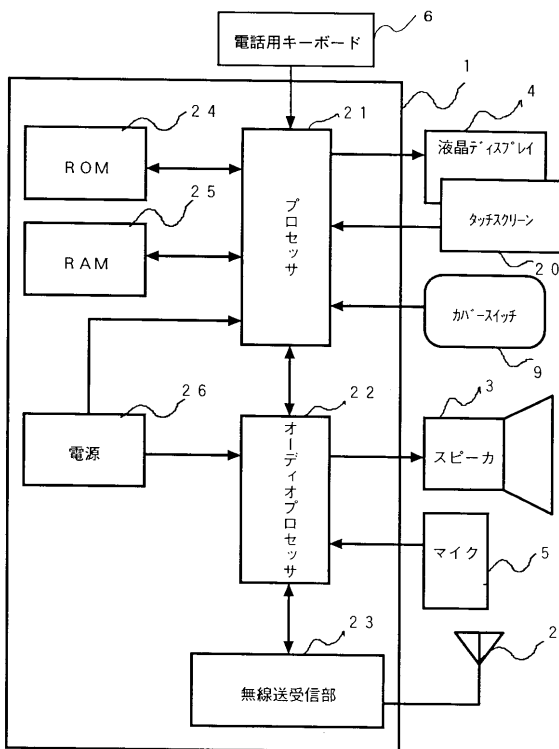 電話用キーボード
6
1
24
ROM
21
プロセッサ
4
液晶ディスプレイ
25
RAM
タッチスクリーン
20
カバースイッチ
9
26
電源
22
オーディオプロセッサ
3
スピーカ
マイク
5
23
無線送受信部
2